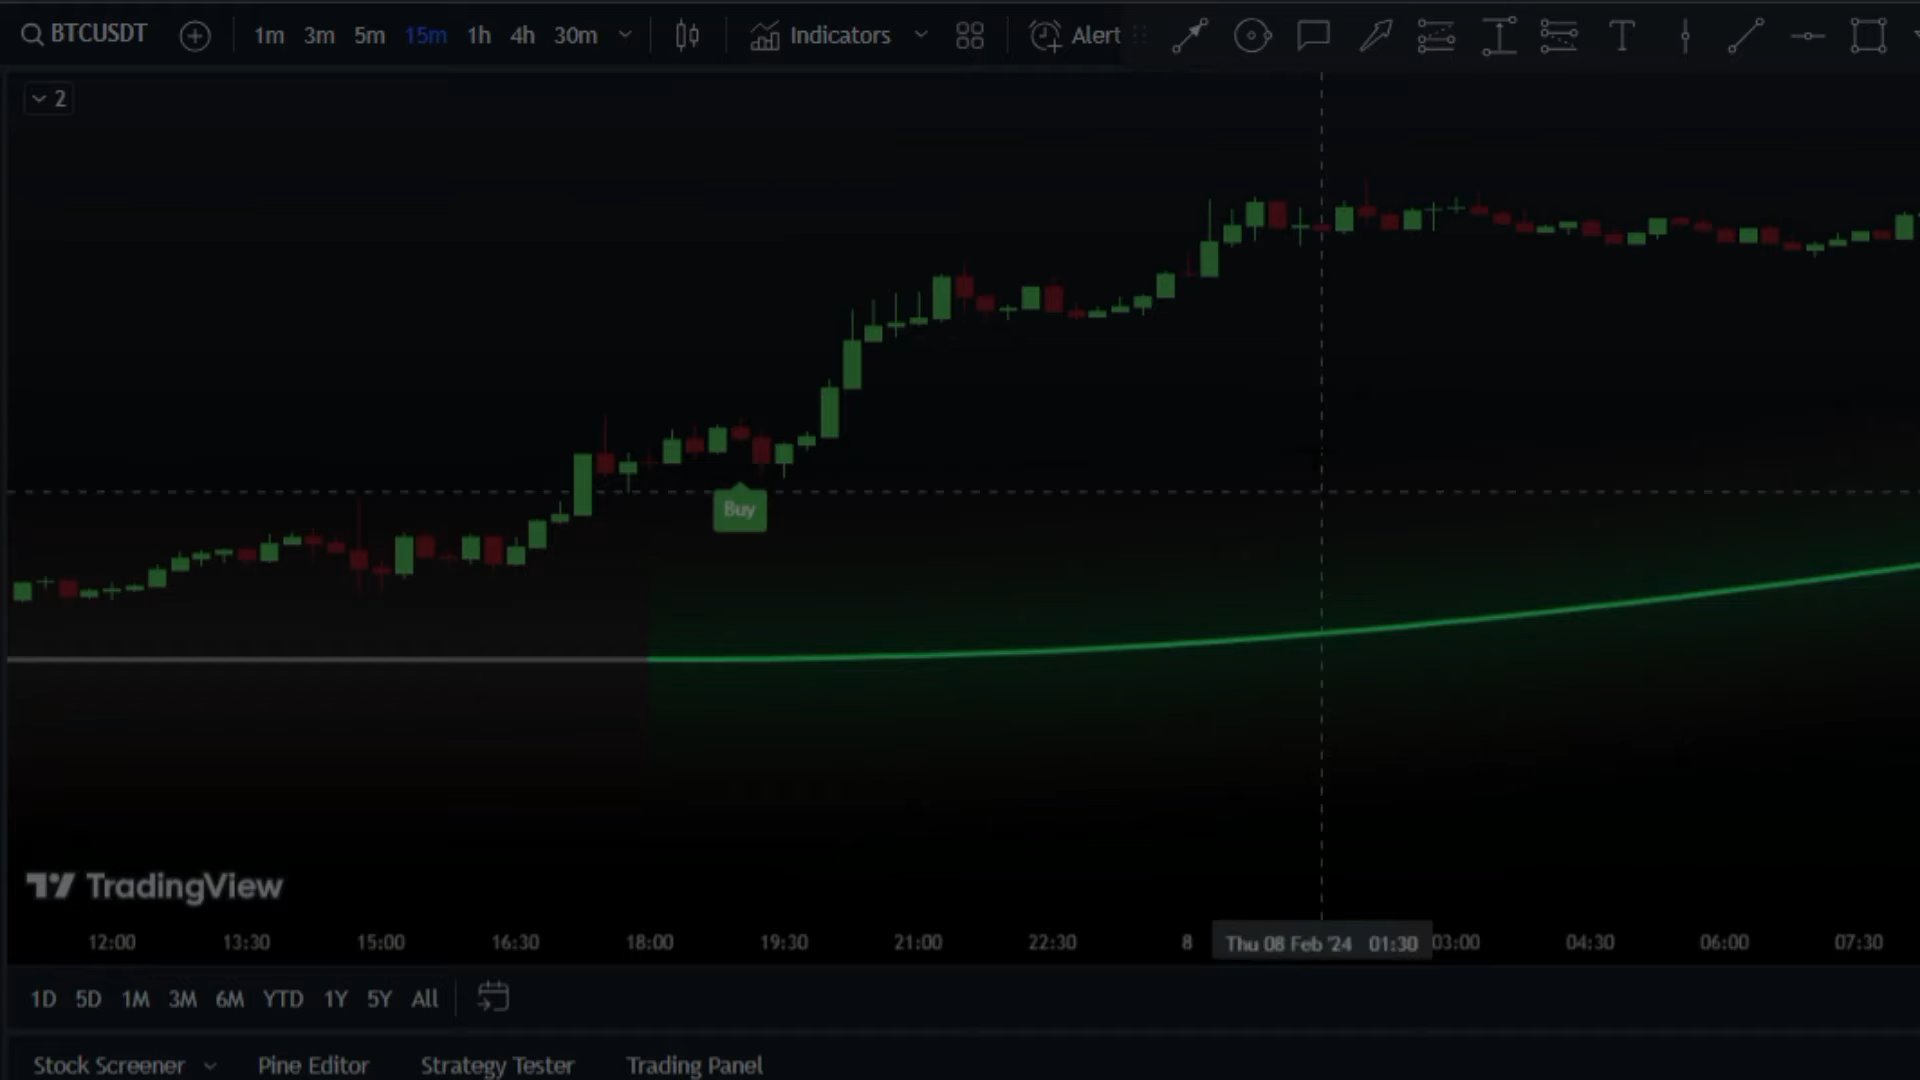 BTCUSDT 1m 3m 5m 15m 1h 4h 30m Indicators Alert
2
Buy
TradingView
12:00 13:30 15:00 16:30 18:00 19:30 21:00 22:30 8 Thu 08 Feb '24 01:30 03:00 04:30 06:00 07:30
1D 5D 1M 3M 6M YTD 1Y 5Y All
Stock Screener Pine Editor Strategy Tester Trading Panel